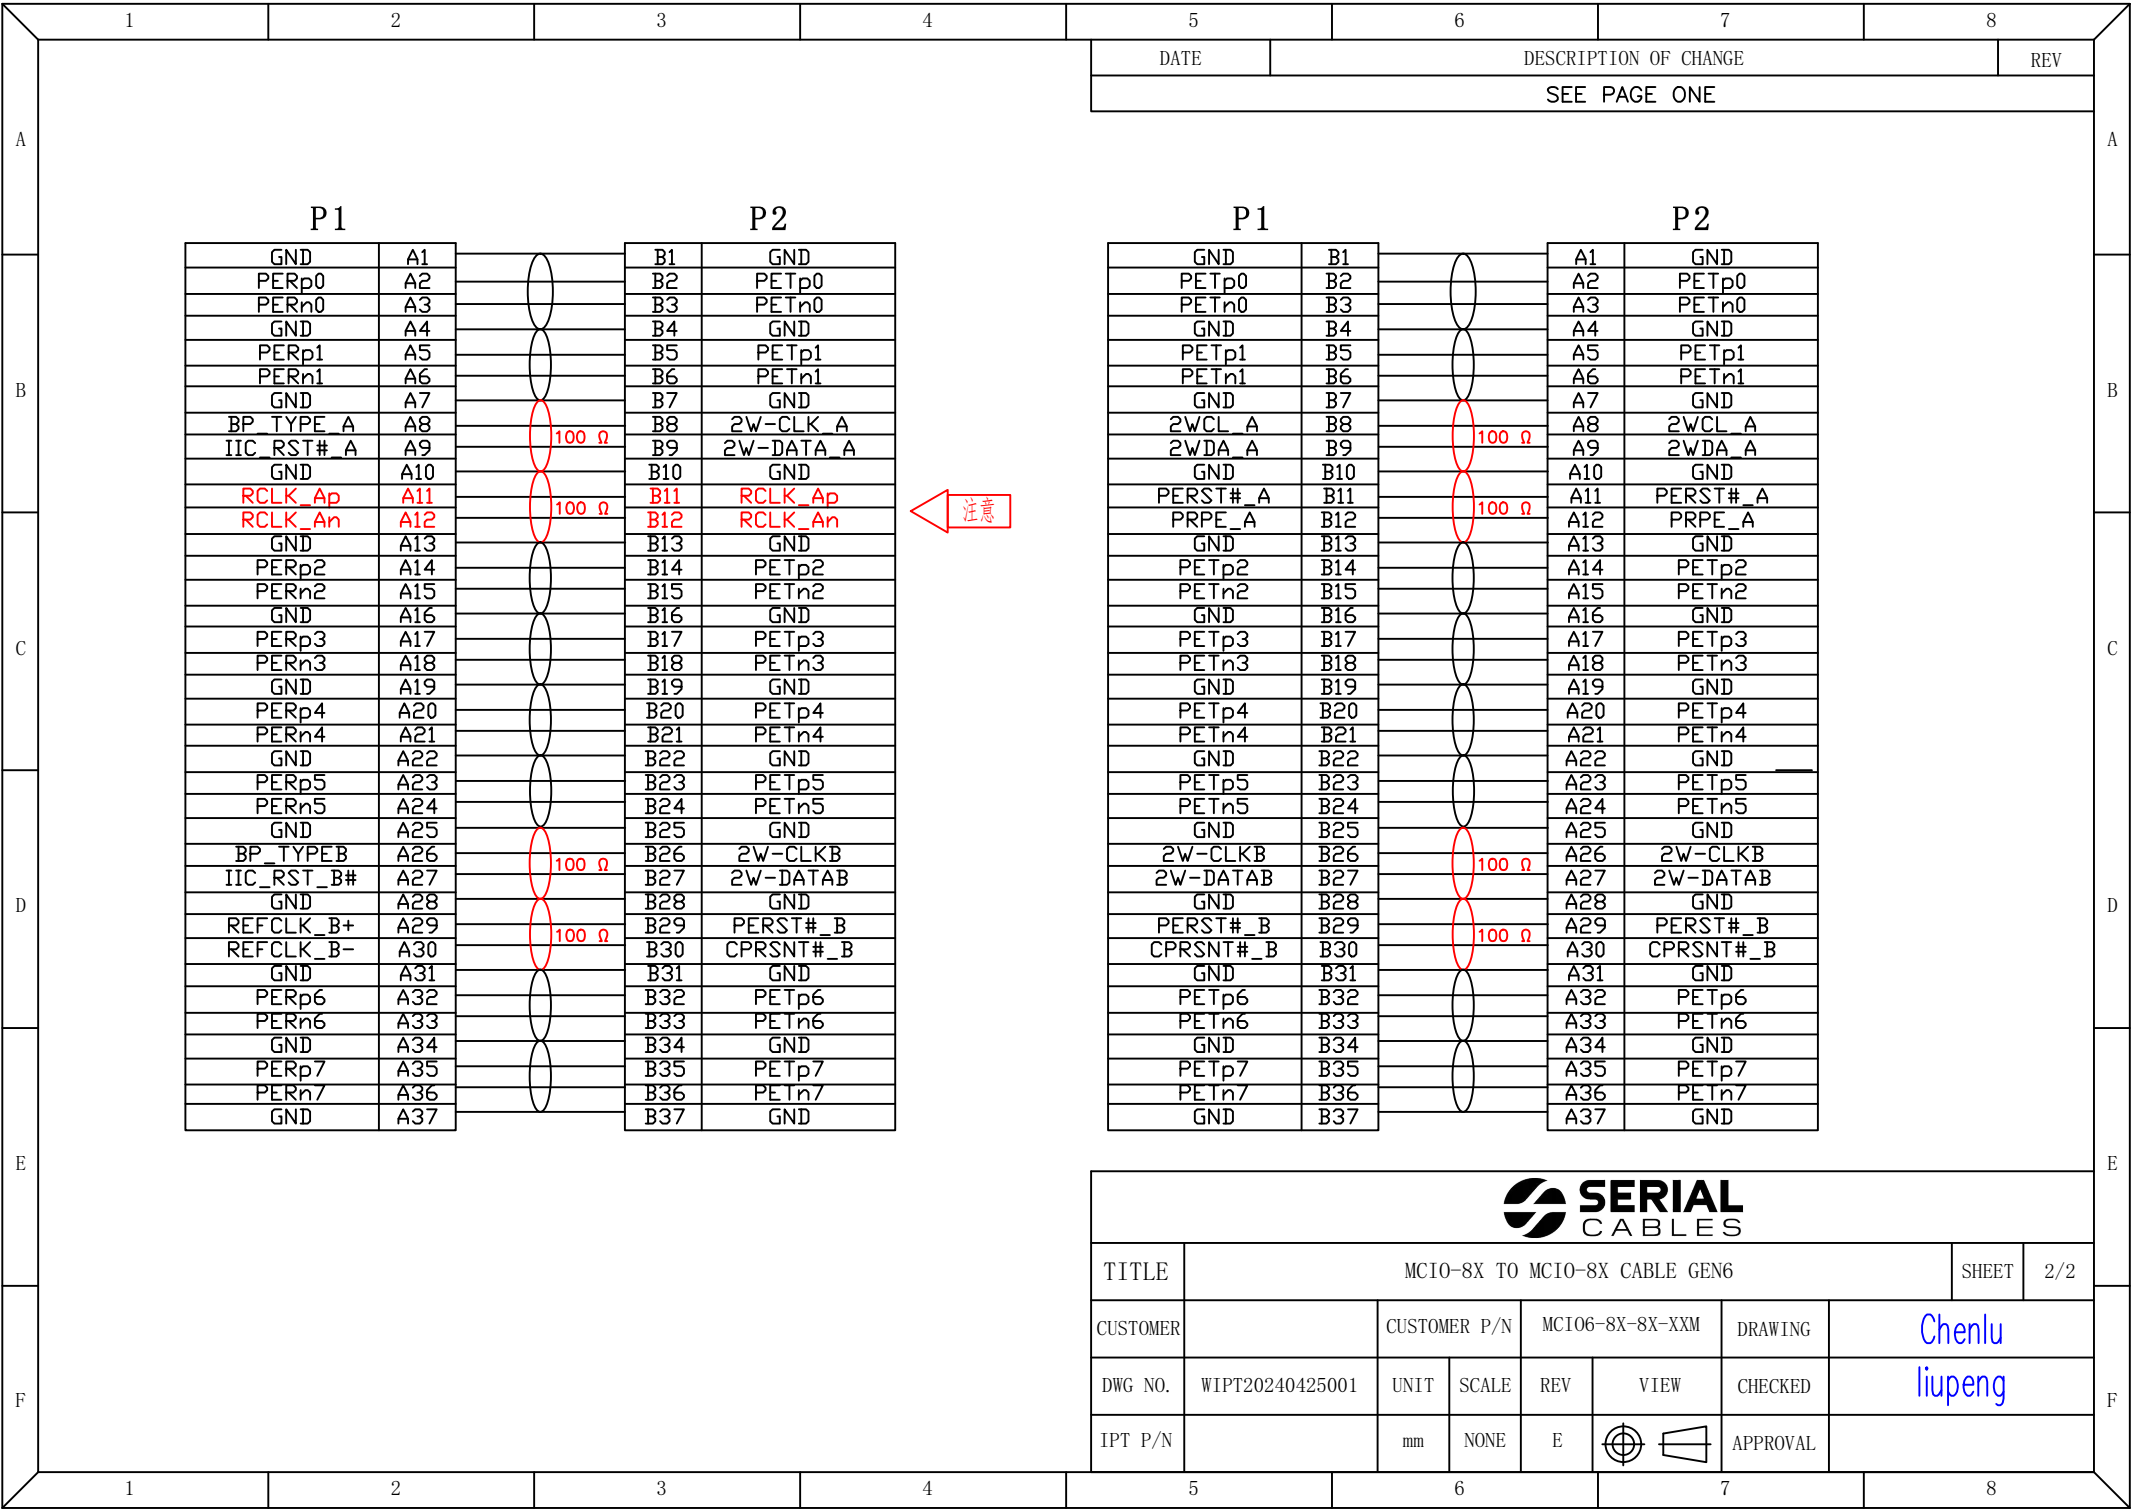 1 2 3 4 5 6 7 8
DATE DESCRIPTION OF CHANGE REV
SEE PAGE ONE
A A
B B
C C
D D
E E
F F
P1 P2
GND A1 B1 GND
PERp0 A2 B2 PETp0
PERn0 A3 B3 PETn0
GND A4 B4 GND
PERp1 A5 B5 PETp1
PERn1 A6 B6 PETn1
GND A7 B7 GND
BP_TYPE_A A8 B8 2W-CLK_A
100 Ω
IIC_RST#_A A9 B9 2W-DATA_A
GND A10 B10 GND
RCLK_Ap A11 B11 RCLK_Ap
100 Ω 注意
RCLK_An A12 B12 RCLK_An
GND A13 B13 GND
PERp2 A14 B14 PETp2
PERn2 A15 B15 PETn2
GND A16 B16 GND
PERp3 A17 B17 PETp3
PERn3 A18 B18 PETn3
GND A19 B19 GND
PERp4 A20 B20 PETp4
PERn4 A21 B21 PETn4
GND A22 B22 GND
PERp5 A23 B23 PETp5
PERn5 A24 B24 PETn5
GND A25 B25 GND
BP_TYPEB A26 B26 2W-CLKB
100 Ω
IIC_RST_B# A27 B27 2W-DATAB
GND A28 B28 GND
REFCLK_B+ A29 B29 PERST#_B
100 Ω
REFCLK_B- A30 B30 CPRSNT#_B
GND A31 B31 GND
PERp6 A32 B32 PETp6
PERn6 A33 B33 PETn6
GND A34 B34 GND
PERp7 A35 B35 PETp7
PERn7 A36 B36 PETn7
GND A37 B37 GND
P1 P2
GND B1 A1 GND
PETp0 B2 A2 PETp0
PETn0 B3 A3 PETn0
GND B4 A4 GND
PETp1 B5 A5 PETp1
PETn1 B6 A6 PETn1
GND B7 A7 GND
2WCL_A B8 A8 2WCL_A
100 Ω
2WDA_A B9 A9 2WDA_A
GND B10 A10 GND
PERST#_A B11 A11 PERST#_A
100 Ω
PRPE_A B12 A12 PRPE_A
GND B13 A13 GND
PETp2 B14 A14 PETp2
PETn2 B15 A15 PETn2
GND B16 A16 GND
PETp3 B17 A17 PETp3
PETn3 B18 A18 PETn3
GND B19 A19 GND
PETp4 B20 A20 PETp4
PETn4 B21 A21 PETn4
GND B22 A22 GND
PETp5 B23 A23 PETp5
PETn5 B24 A24 PETn5
GND B25 A25 GND
2W-CLKB B26 A26 2W-CLKB
100 Ω
2W-DATAB B27 A27 2W-DATAB
GND B28 A28 GND
PERST#_B B29 A29 PERST#_B
100 Ω
CPRSNT#_B B30 A30 CPRSNT#_B
GND B31 A31 GND
PETp6 B32 A32 PETp6
PETn6 B33 A33 PETn6
GND B34 A34 GND
PETp7 B35 A35 PETp7
PETn7 B36 A36 PETn7
GND B37 A37 GND
SERIAL
CABLES
TITLE MCIO-8X TO MCIO-8X CABLE GEN6 SHEET 2/2
CUSTOMER CUSTOMER P/N MCIO6-8X-8X-XXM DRAWING Chenlu
DWG NO. WIPT20240425001 UNIT SCALE REV VIEW CHECKED liupeng
IPT P/N mm NONE E APPROVAL
1 2 3 4 5 6 7 8